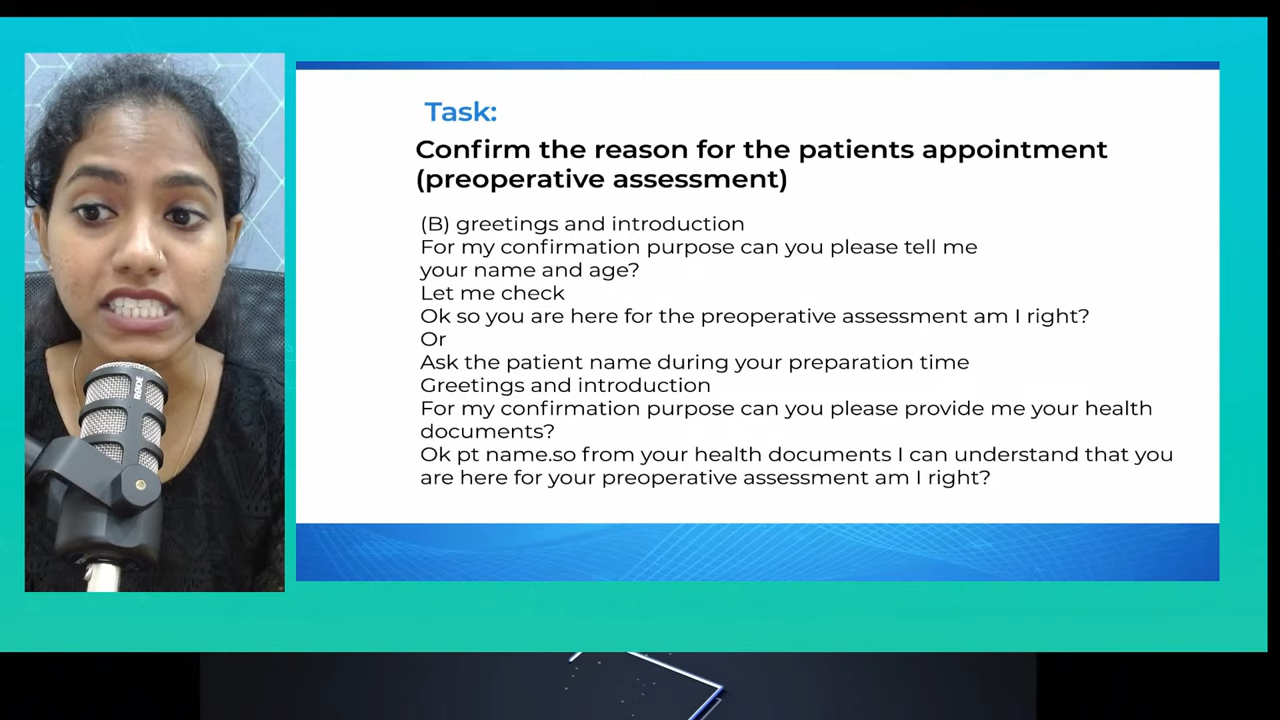 Task:
Confirm the reason for the patients appointment
(preoperative assessment)
(B) greetings and introduction
For my confirmation purpose can you please tell me
your name and age?
Let me check
Ok so you are here for the preoperative assessment am I right?
Or
Ask the patient name during your preparation time
Greetings and introduction
For my confirmation purpose can you please provide me your health
documents?
Ok pt name.so from your health documents I can understand that you
are here for your preoperative assessment am I right?
RØDE